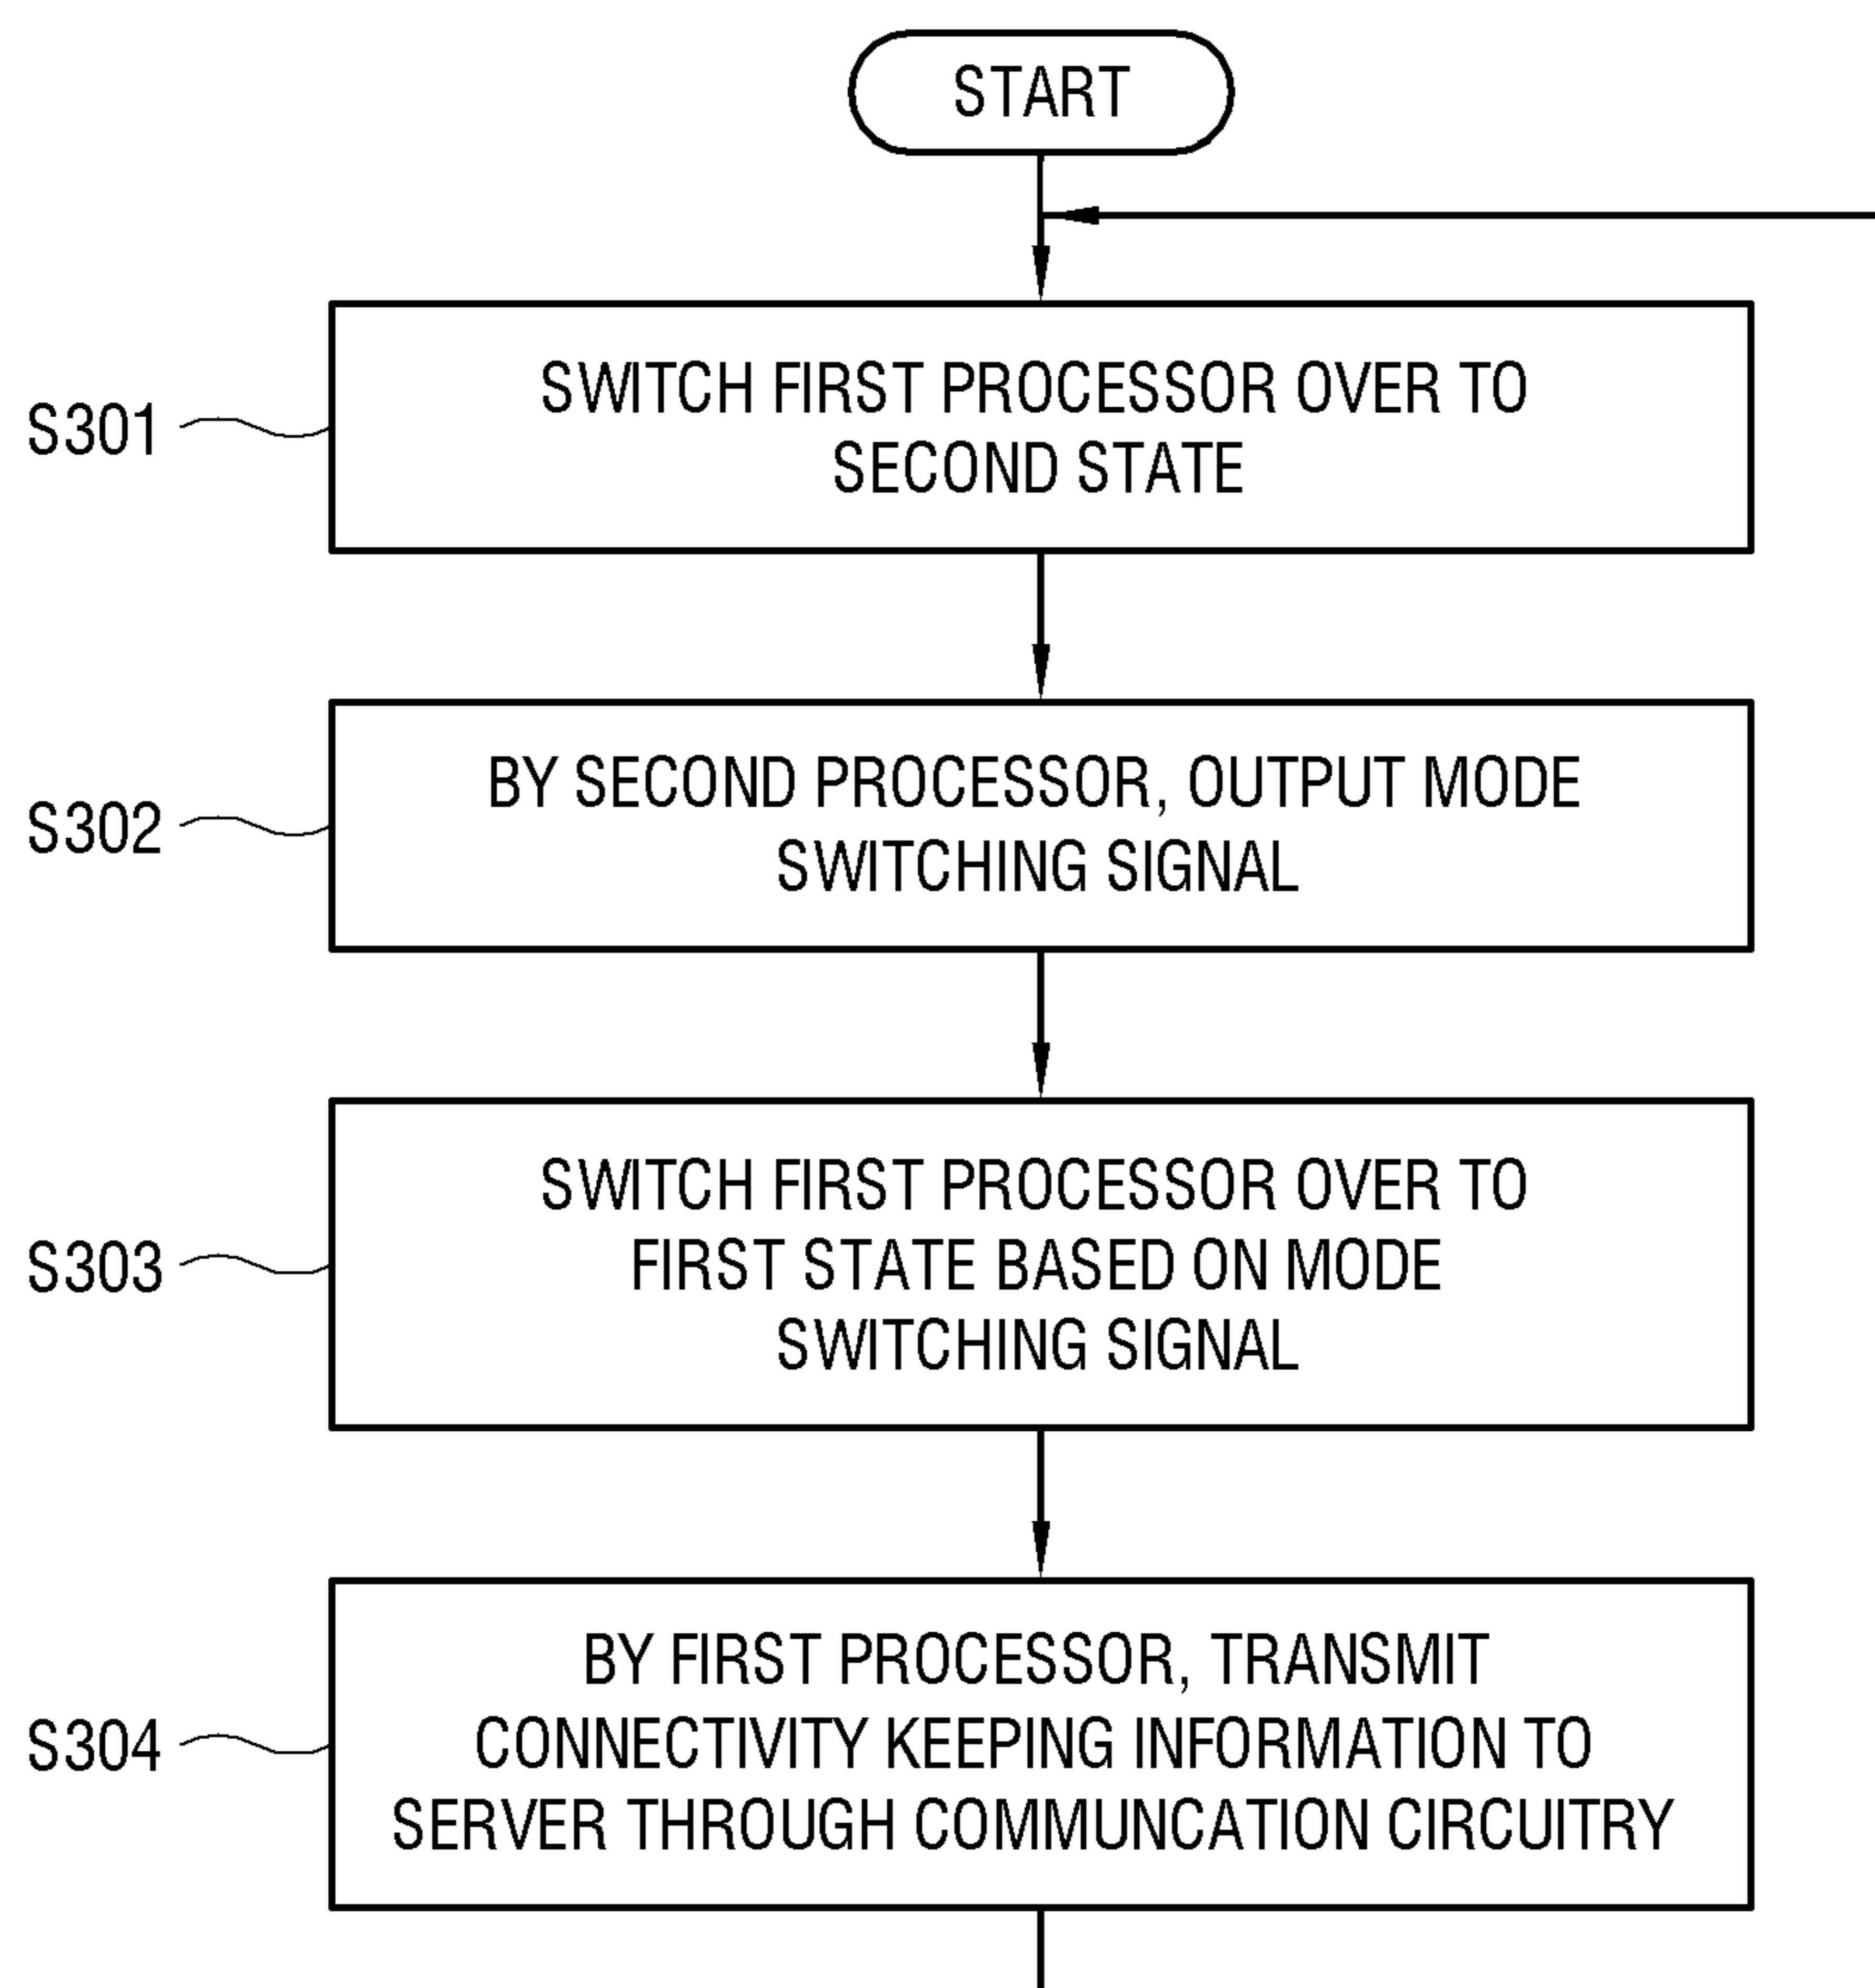 START
S301
SWITCH FIRST PROCESSOR OVER TO
SECOND STATE
S302
BY SECOND PROCESSOR, OUTPUT MODE
SWITCHING SIGNAL
S303
SWITCH FIRST PROCESSOR OVER TO
FIRST STATE BASED ON MODE
SWITCHING SIGNAL
S304
BY FIRST PROCESSOR, TRANSMIT
CONNECTIVITY KEEPING INFORMATION TO
SERVER THROUGH COMMUNCATION CIRCUITRY